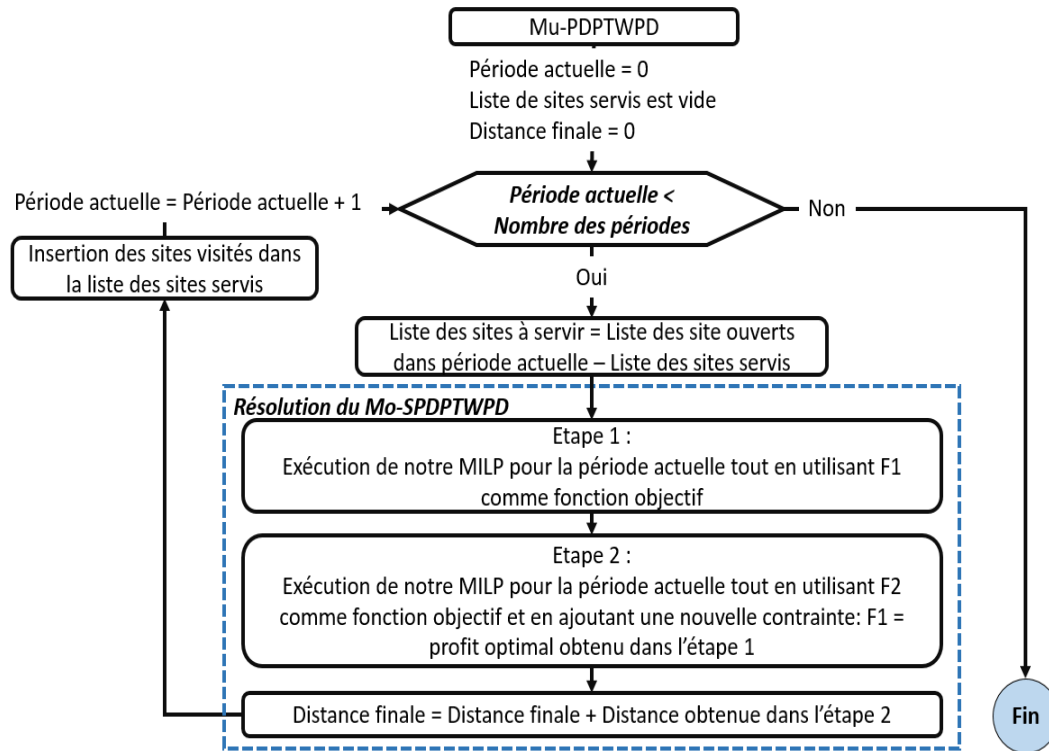 Mu-PDPTWPD
Période actuelle = 0
Liste de sites servis est vide
Distance finale = 0
Période actuelle <
Nombre des périodes
Non
Période actuelle = Période actuelle + 1
Insertion des sites visités dans
la liste des sites servis
Oui
Liste des sites à servir = Liste des site ouverts
dans période actuelle – Liste des sites servis
Résolution du Mo-SPDPTWPD
Etape 1 :
Exécution de notre MILP pour la période actuelle tout en utilisant F1
comme fonction objectif
Etape 2 :
Exécution de notre MILP pour la période actuelle tout en utilisant F2
comme fonction objectif et en ajoutant une nouvelle contrainte: F1 =
profit optimal obtenu dans l’étape 1
Distance finale = Distance finale + Distance obtenue dans l’étape 2
Fin